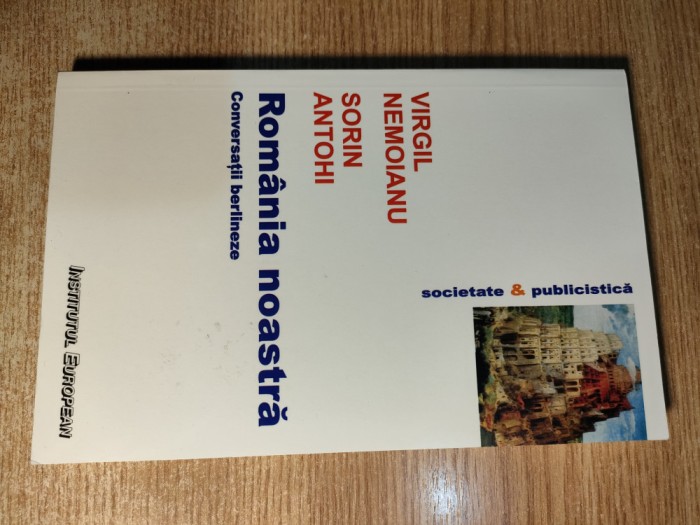 VIRGIL
NEMOIANU
SORIN
ANTOHI
România noastră
Conversații berlineze
societate & publicistică
INSTITUTUL EUROPEAN